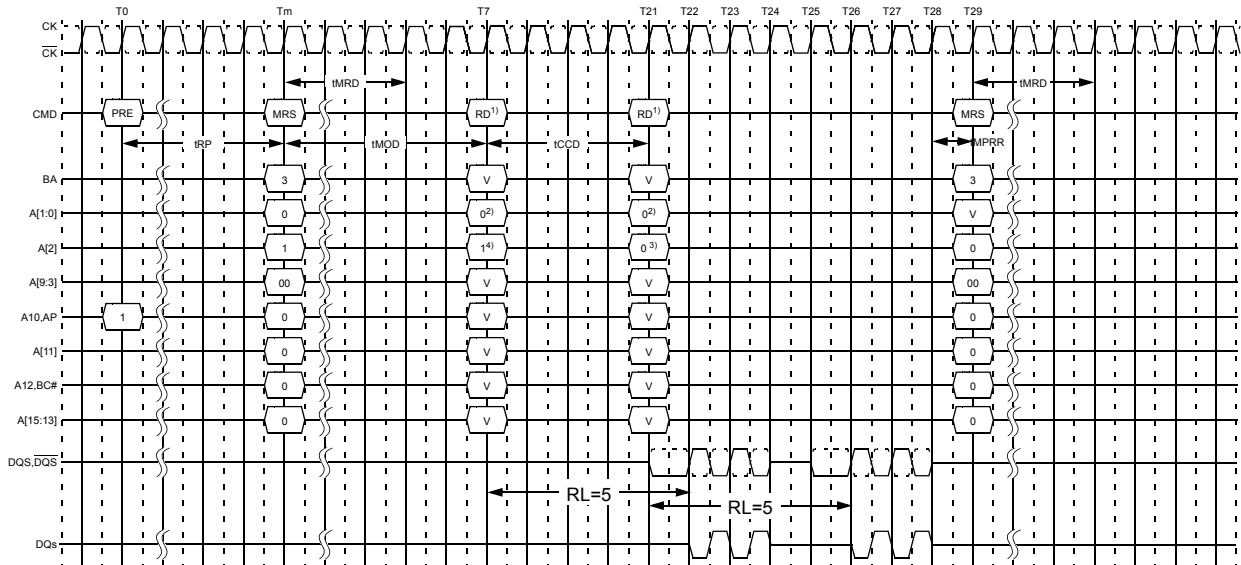 T0 Tm T7 T21 T22 T23 T24 T25 T26 T27 T28 T29
CK
CK
tMRD tMRD
CMD PRE MRS RD1) RD1) MRS
tRP tMOD tCCD tMPRR
BA 3 V V 3
A[1:0] 0 02) 02) V
A[2] 1 14) 0 3) 0
A[9:3] 00 V V 00
A10,AP 1 0 V V 0
A[11] 0 V V 0
A12,BC# 0 V V 0
A[15:13] 0 V V 0
DQS,DQS
RL=5
RL=5
DQs